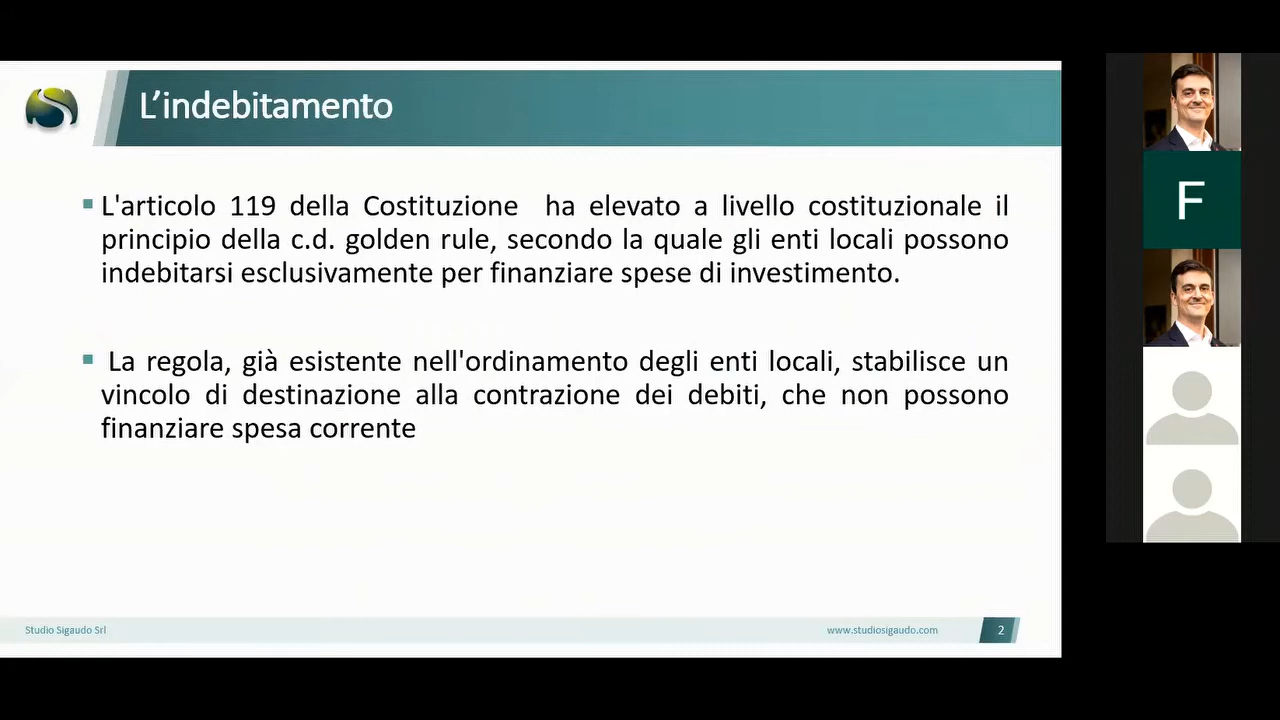 L'indebitamento
L'articolo 119 della Costituzione ha elevato a livello costituzionale il
principio della c.d. golden rule, secondo la quale gli enti locali possono
indebitarsi esclusivamente per finanziare spese di investimento.
La regola, già esistente nell'ordinamento degli enti locali, stabilisce un
vincolo di destinazione alla contrazione dei debiti, che non possono
finanziare spesa corrente
Studio Sigaudo Srl
www.studiosigaudo.com
2
F